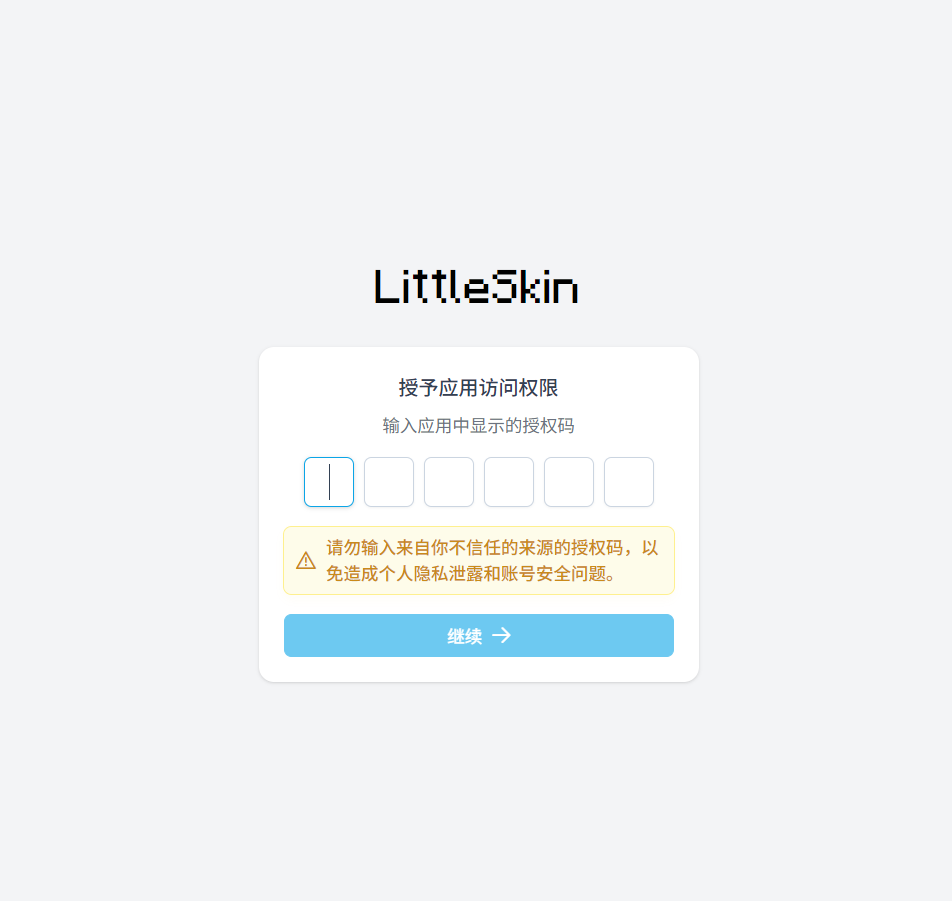 LittleSkin
授予应用访问权限
输入应用中显示的授权码
请勿输入来自你不信任的来源的授权码，以
免造成个人隐私泄露和账号安全问题。
继续